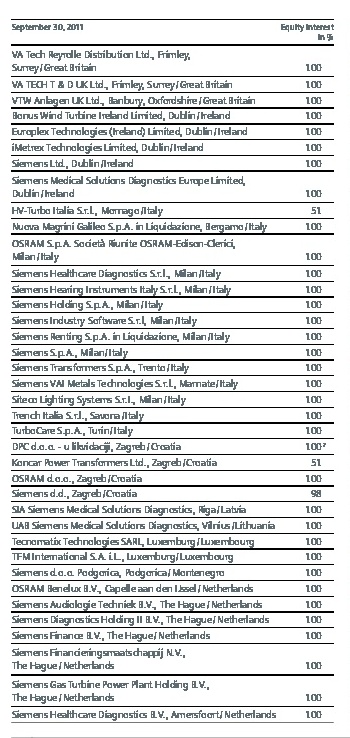 September 30, 2011 Equity interest
in %
VA Tech Reyrolle Distribution Ltd., Frimley,
Surrey/Great Britain 100
VA TECH T & D UK Ltd., Frimley, Surrey/Great Britain 100
VTW Anlagen UK Ltd., Banbury, Oxfordshire/Great Britain 100
Bonus Wind Turbine Ireland Limited, Dublin/Ireland 100
Europlex Technologies (Ireland) Limited, Dublin/Ireland 100
iMetrex Technologies Limited, Dublin/Ireland 100
Siemens Ltd., Dublin/Ireland 100
Siemens Medical Solutions Diagnostics Europe Limited,
Dublin/Ireland 100
HV-Turbo Italia S.r.l., Mornago/Italy 51
Nuova Magrini Galileo S.p.A. in Liquidazione, Bergamo/Italy 100
OSRAM S.p.A. Società Riunite OSRAM-Edison-Clerici,
Milan/Italy 100
Siemens Healthcare Diagnostics S.r.l., Milan/Italy 100
Siemens Hearing Instruments Italy S.r.l., Milan/Italy 100
Siemens Holding S.p.A., Milan/Italy 100
Siemens Industry Software S.r.l, Milan/Italy 100
Siemens Renting S.p.A. in Liquidazione, Milan/Italy 100
Siemens S.p.A., Milan/Italy 100
Siemens Transformers S.p.A., Trento/Italy 100
Siemens VAI Metals Technologies S.r.l., Marnate/Italy 100
Siteco Lighting Systems S.r.l., Milan/Italy 100
Trench Italia S.r.l., Savona/Italy 100
TurboCare S.p.A., Turin/Italy 100
DPC d.o.o. - u likvidaciji, Zagreb/Croatia 100⁷
Koncar Power Transformers Ltd., Zagreb/Croatia 51
OSRAM d.o.o., Zagreb/Croatia 100
Siemens d.d., Zagreb/Croatia 98
SIA Siemens Medical Solutions Diagnostics, Riga/Latvia 100
UAB Siemens Medical Solutions Diagnostics, Vilnius/Lithuania 100
Tecnomatix Technologies SARL, Luxemburg/Luxembourg 100
TFM International S.A. i.L., Luxemburg/Luxembourg 100
Siemens d.o.o. Podgorica, Podgorica/Montenegro 100
OSRAM Benelux B.V., Capelle aan den IJssel/Netherlands 100
Siemens Audiologie Techniek B.V., The Hague/Netherlands 100
Siemens Diagnostics Holding II B.V., The Hague/Netherlands 100
Siemens Finance B.V., The Hague/Netherlands 100
Siemens Financieringsmaatschappij N.V.,
The Hague/Netherlands 100
Siemens Gas Turbine Power Plant Holding B.V.,
The Hague/Netherlands 100
Siemens Healthcare Diagnostics B.V., Amersfoort/Netherlands 100